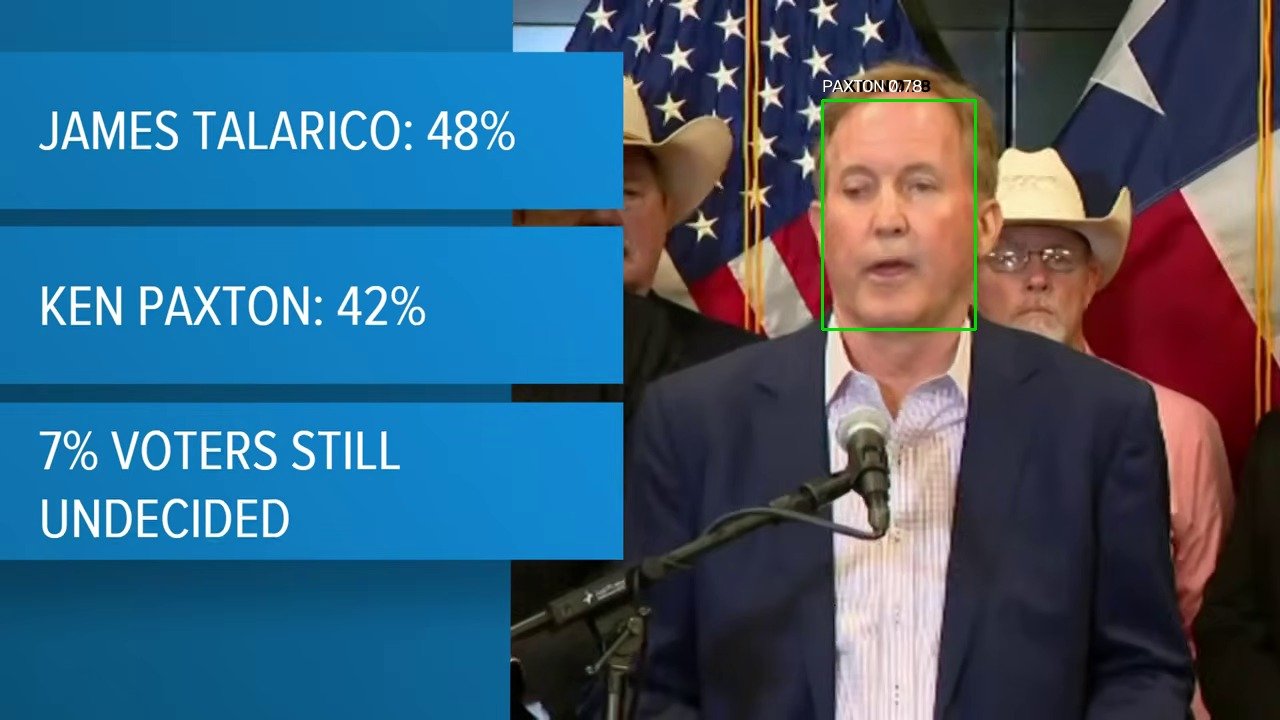 JAMES TALARICO: 48%
KEN PAXTON: 42%
7% VOTERS STILL
UNDECIDED
PAXTON 0.78